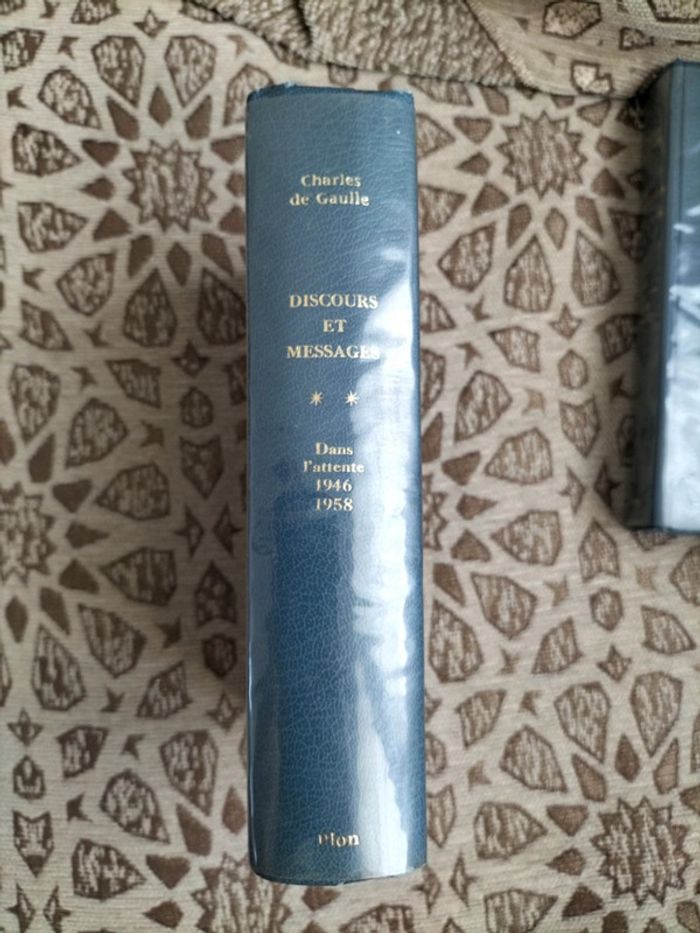 Charles
de Gaulle
DISCOURS
ET
MESSAGES
* *
Dans
l'attente
1946
1958
Plon